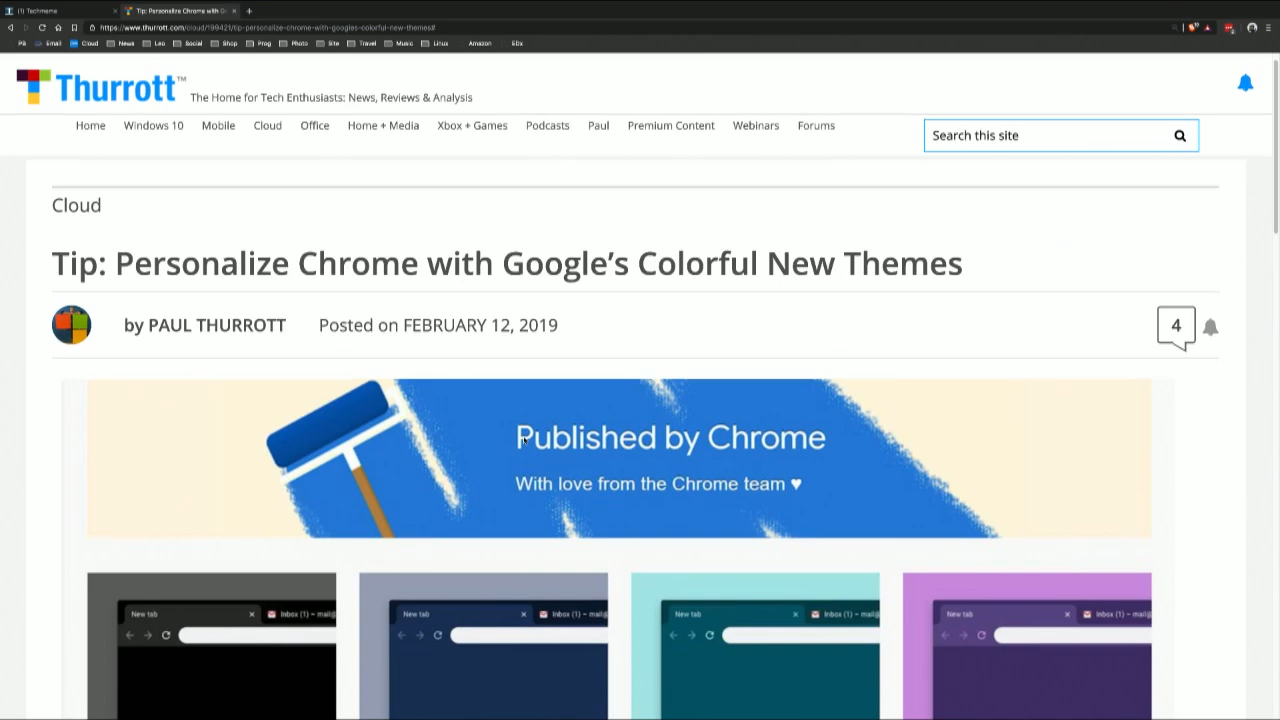 (1) Techmeme
Tip: Personalize Chrome with G
https://www.thurrott.com/cloud/199421/tip-personalize-chrome-with-googles-colorful-new-themes#
PB Email Cloud News Leo Social Shop Prog Photo Site Travel Music Linux Amazon EDx
Thurrott™
The Home for Tech Enthusiasts: News, Reviews & Analysis
Home Windows 10 Mobile Cloud Office Home + Media Xbox + Games Podcasts Paul Premium Content Webinars Forums
Search this site
Cloud
Tip: Personalize Chrome with Google's Colorful New Themes
by PAUL THURROTT Posted on FEBRUARY 12, 2019
4
Published by Chrome
With love from the Chrome team ♥
New tab Inbox (1) – mail@
New tab Inbox (1) – mail@
New tab Inbox (1) – mail@
New tab Inbox (1) – mail@